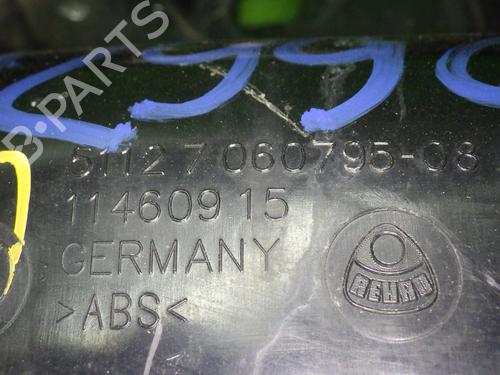 B-PARTS
5112 7 060795-08
11460915
GERMANY
>ABS<
REHAU